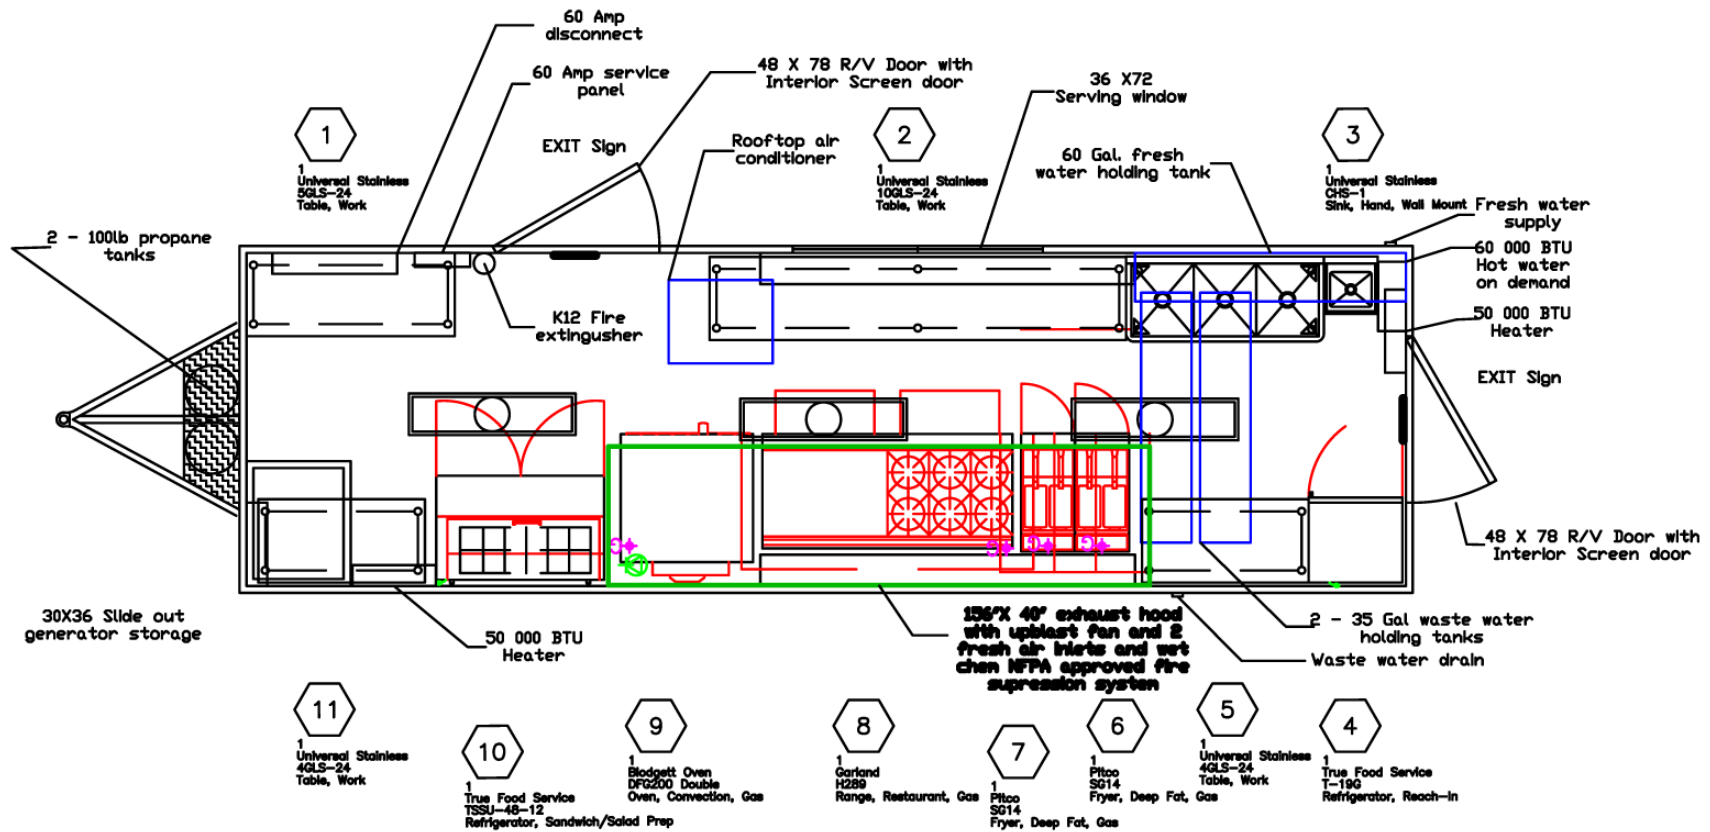 60 Amp
disconnect
60 Amp service
panel
48 X 78 R/V Door with
Interior Screen door
EXIT Sign
Rooftop air
conditioner
36 X72
Serving window
60 Gal. fresh
water holding tank
1
1
Universal Stainless
5GLS-24
Table, Work
2
1
Universal Stainless
10GLS-24
Table, Work
3
1
Universal Stainless
CHS-1
Sink, Hand, Wall Mount
Fresh water
supply
2 - 100lb propane
tanks
60 000 BTU
Hot water
on demand
50 000 BTU
Heater
K12 Fire
extingusher
EXIT Sign
G
G
G
G
48 X 78 R/V Door with
Interior Screen door
30X36 Slide out
generator storage
50 000 BTU
Heater
156"X 40" exhaust hood
with upblast fan and 2
fresh air inlets and wet
chem NFPA approved fire
supression system
2 - 35 Gal waste water
holding tanks
Waste water drain
11
1
Universal Stainless
4GLS-24
Table, Work
10
1
True Food Service
TSSU-48-12
Refrigerator, Sandwich/Salad Prep
9
1
Blodgett Oven
DFG200 Double
Oven, Convection, Gas
8
1
Garland
H289
Range, Restaurant, Gas
7
1
Pitco
SG14
Fryer, Deep Fat, Gas
6
1
Pitco
SG14
Fryer, Deep Fat, Gas
5
1
Universal Stainless
4GLS-24
Table, Work
4
1
True Food Service
T-19G
Refrigerator, Reach-in